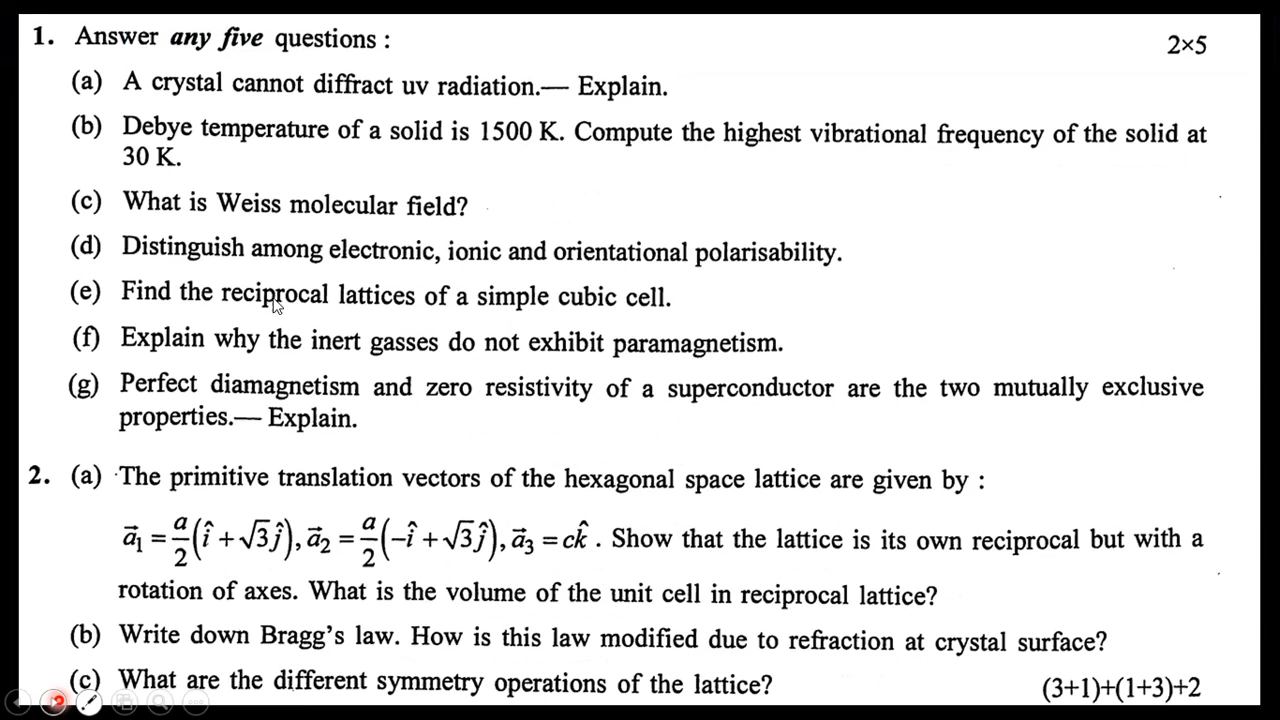 1. Answer any five questions : 2×5
(a) A crystal cannot diffract uv radiation.— Explain.
(b) Debye temperature of a solid is 1500 K. Compute the highest vibrational frequency of the solid at
30 K.
(c) What is Weiss molecular field?
(d) Distinguish among electronic, ionic and orientational polarisability.
(e) Find the reciprocal lattices of a simple cubic cell.
(f) Explain why the inert gasses do not exhibit paramagnetism.
(g) Perfect diamagnetism and zero resistivity of a superconductor are the two mutually exclusive
properties.— Explain.
2. (a) The primitive translation vectors of the hexagonal space lattice are given by :
a⃗₁ = a/2 (î + √3ĵ), a⃗₂ = a/2 (−î + √3ĵ), a⃗₃ = ck̂ . Show that the lattice is its own reciprocal but with a
rotation of axes. What is the volume of the unit cell in reciprocal lattice?
(b) Write down Bragg's law. How is this law modified due to refraction at crystal surface?
(c) What are the different symmetry operations of the lattice? (3+1)+(1+3)+2